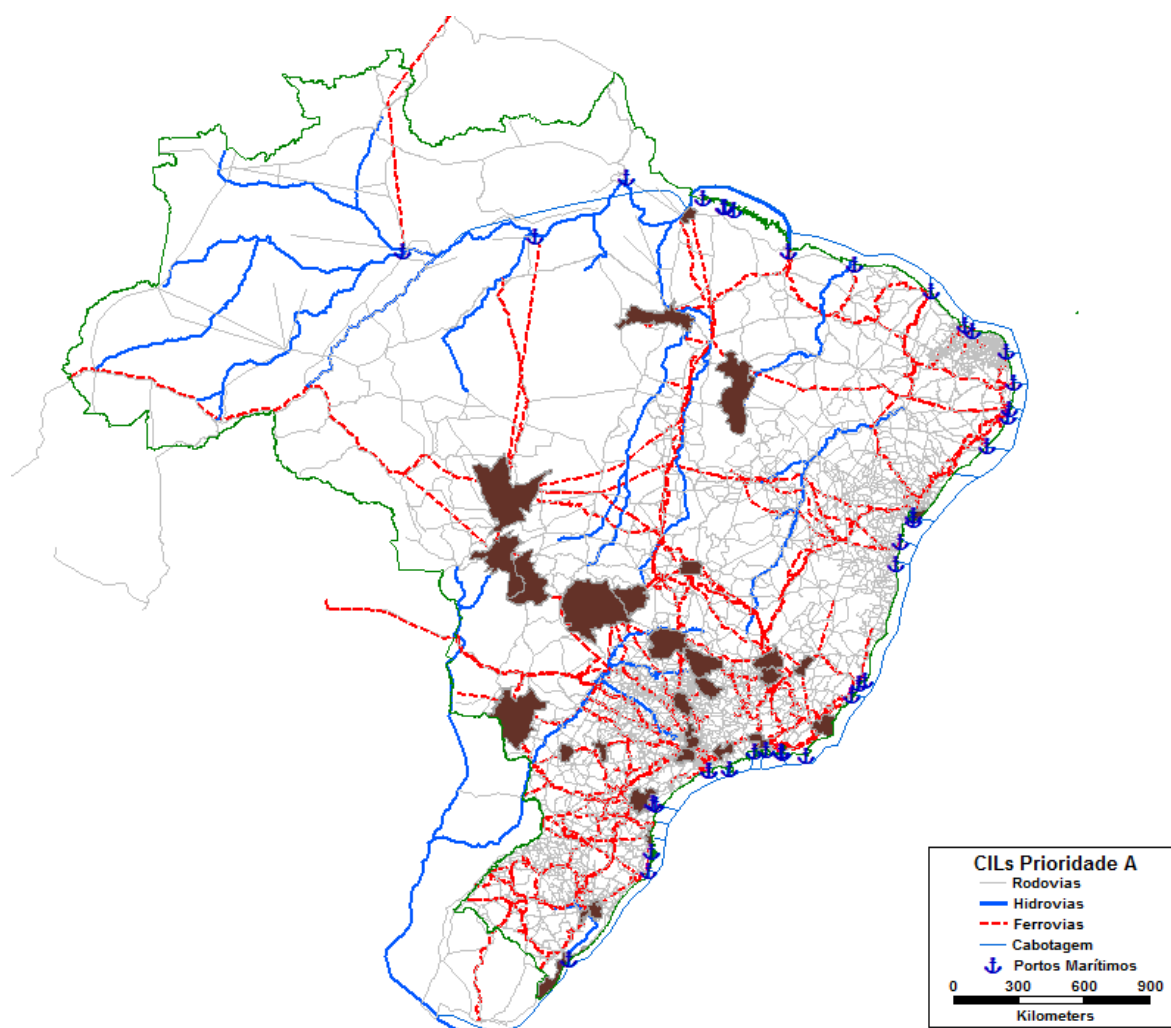 CILs Prioridade A
Rodovias
Hidrovias
Ferrovias
Cabotagem
Portos Marítimos
0 300 600 900
Kilometers